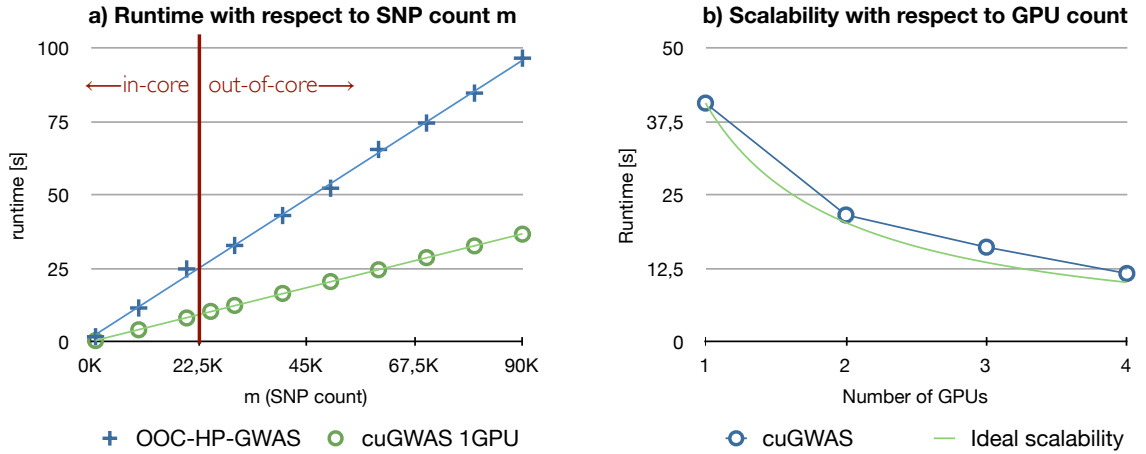 a) Runtime with respect to SNP count m
100
75
50
25
0
runtime [s]
←in-core
out-of-core→
0K
22,5K
45K
67,5K
90K
m (SNP count)
OOC-HP-GWAS
cuGWAS 1GPU
b) Scalability with respect to GPU count
50
37,5
25
12,5
0
Runtime [s]
1
2
3
4
Number of GPUs
cuGWAS
Ideal scalability